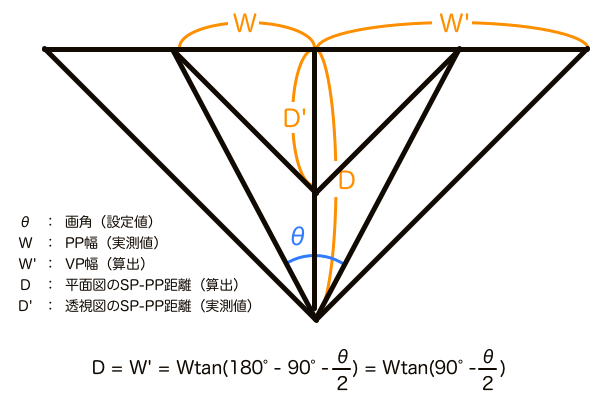 W W'
D'
D
θ
θ : 画角（設定値）
W : PP幅（実測値）
W' : VP幅（算出）
D : 平面図のSP-PP距離（算出）
D' : 透視図のSP-PP距離（実測値）
D = W' = Wtan(180° - 90° - θ/2) = Wtan(90° - θ/2)